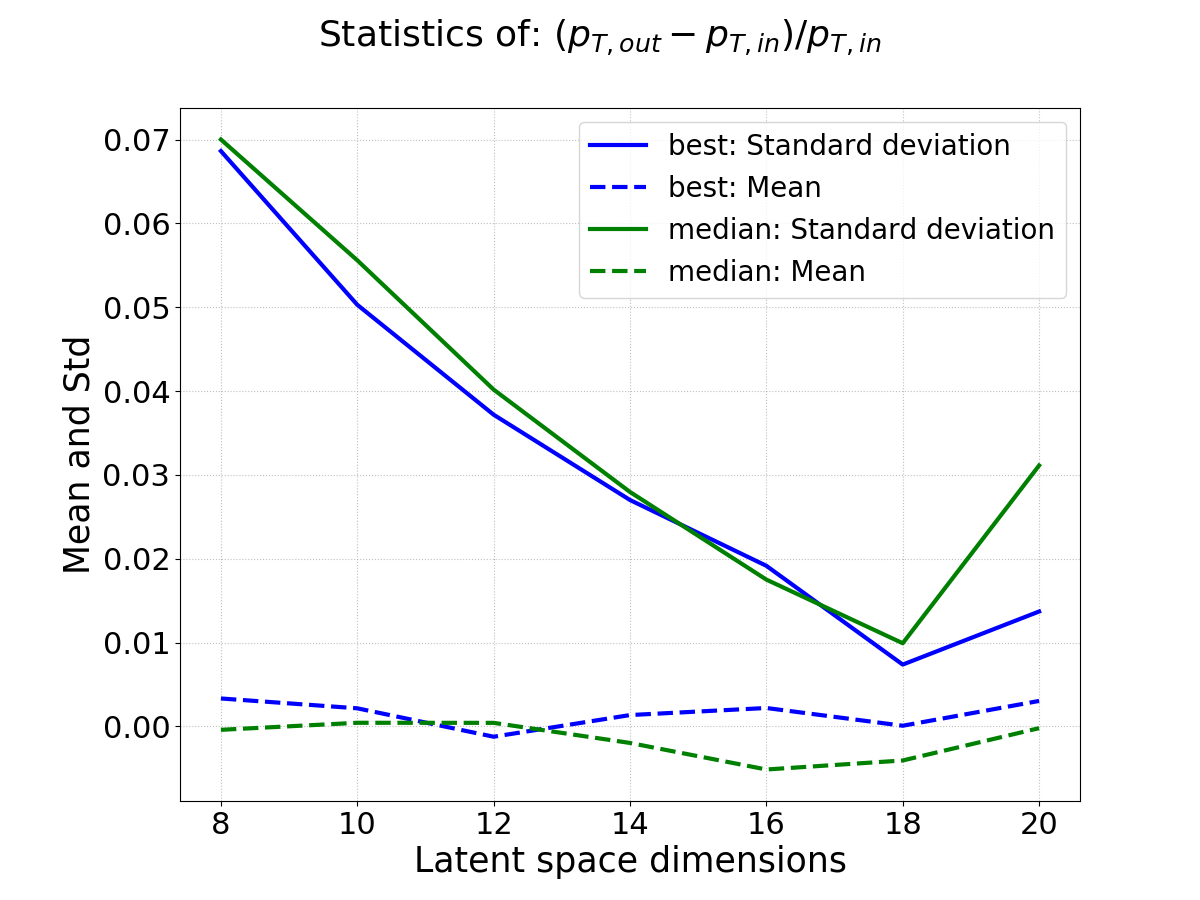 Statistics of: (p_{T, out} − p_{T, in})/p_{T, in}
best: Standard deviation
best: Mean
median: Standard deviation
median: Mean
Mean and Std
0.07
0.06
0.05
0.04
0.03
0.02
0.01
0.00
8 10 12 14 16 18 20
Latent space dimensions